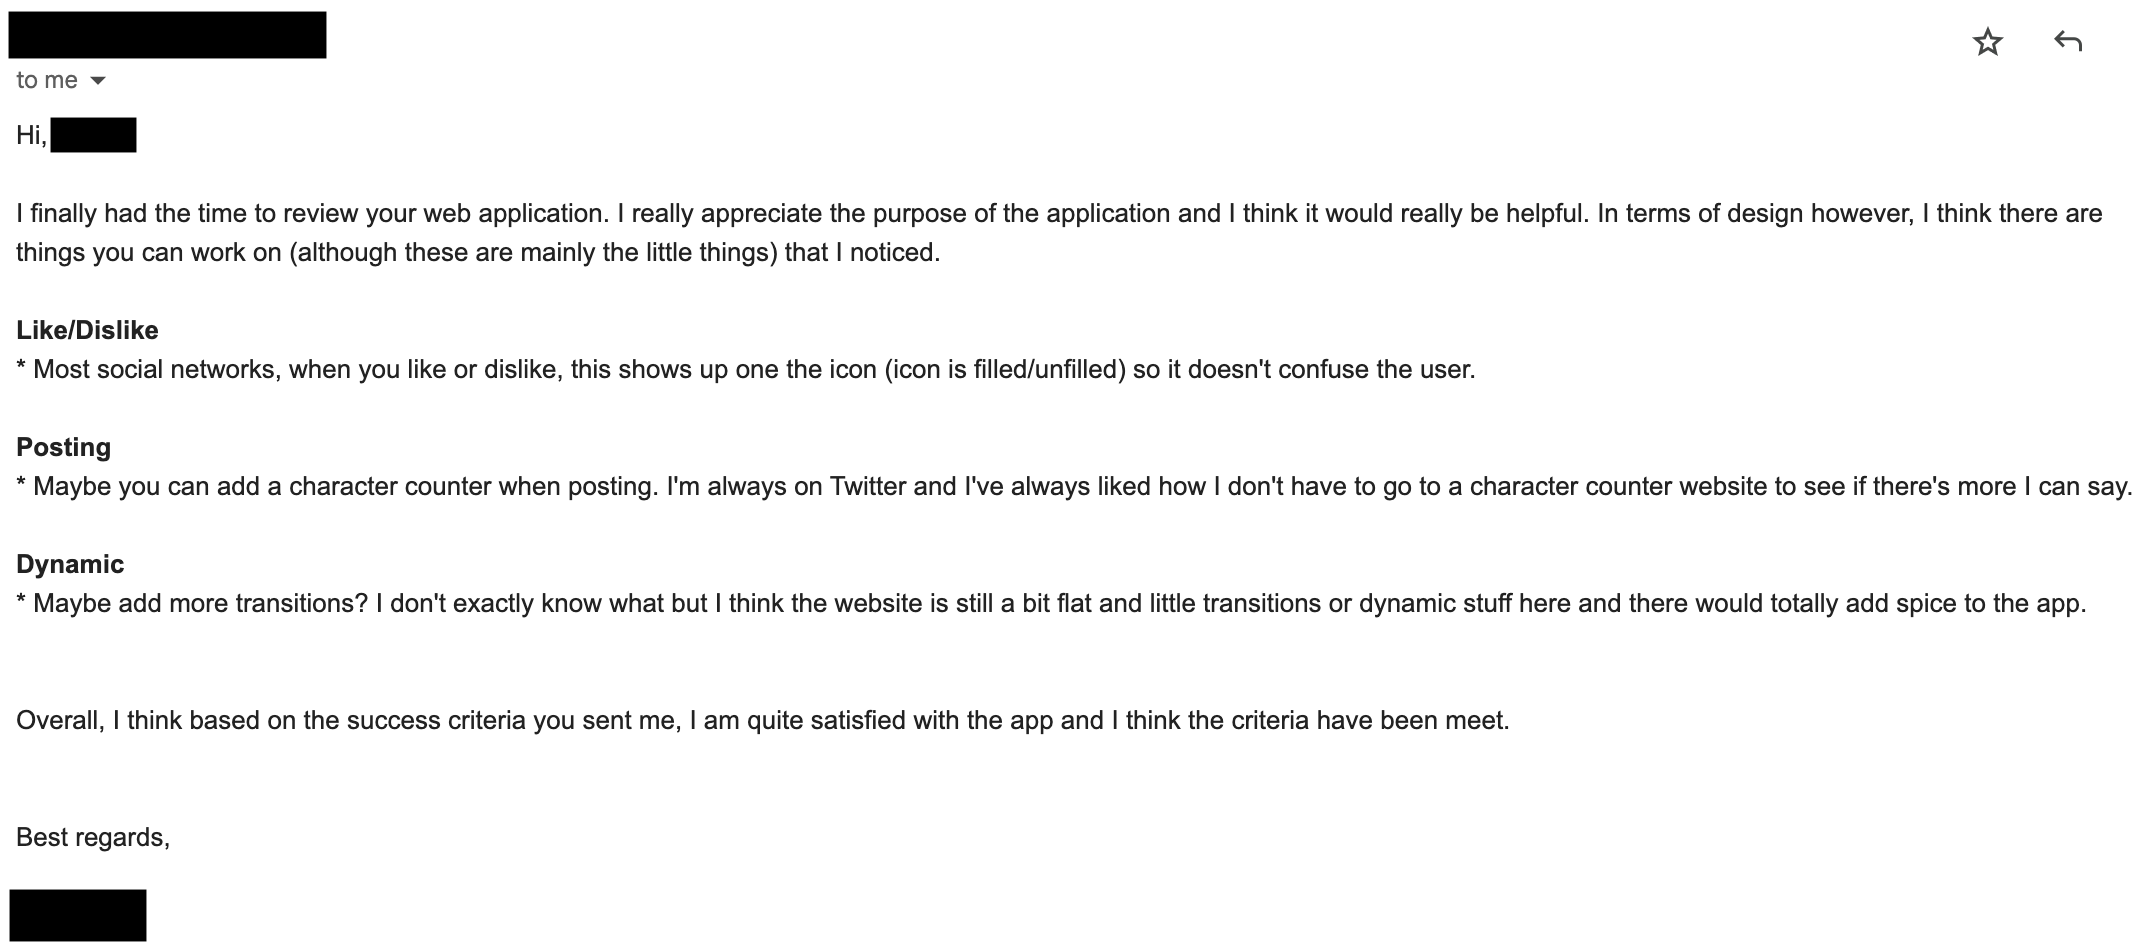 to me
Hi,
I finally had the time to review your web application. I really appreciate the purpose of the application and I think it would really be helpful. In terms of design however, I think there are
things you can work on (although these are mainly the little things) that I noticed.
Like/Dislike
* Most social networks, when you like or dislike, this shows up one the icon (icon is filled/unfilled) so it doesn't confuse the user.
Posting
* Maybe you can add a character counter when posting. I'm always on Twitter and I've always liked how I don't have to go to a character counter website to see if there's more I can say.
Dynamic
* Maybe add more transitions? I don't exactly know what but I think the website is still a bit flat and little transitions or dynamic stuff here and there would totally add spice to the app.
Overall, I think based on the success criteria you sent me, I am quite satisfied with the app and I think the criteria have been meet.
Best regards,